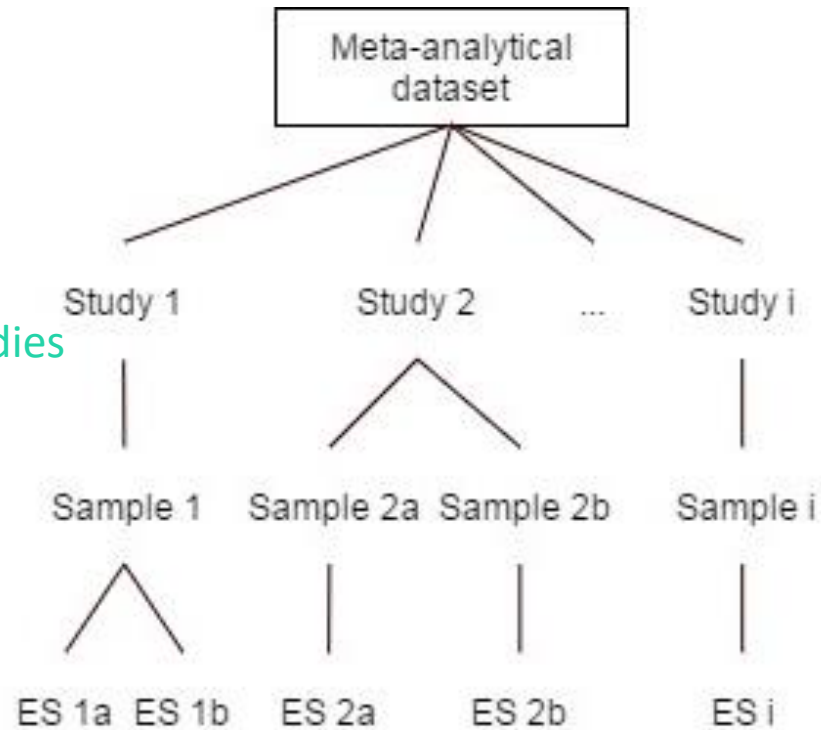 Meta-analytical
dataset
Study 1 Study 2 ... Study i
dies
Sample 1 Sample 2a Sample 2b Sample i
ES 1a ES 1b ES 2a ES 2b ES i